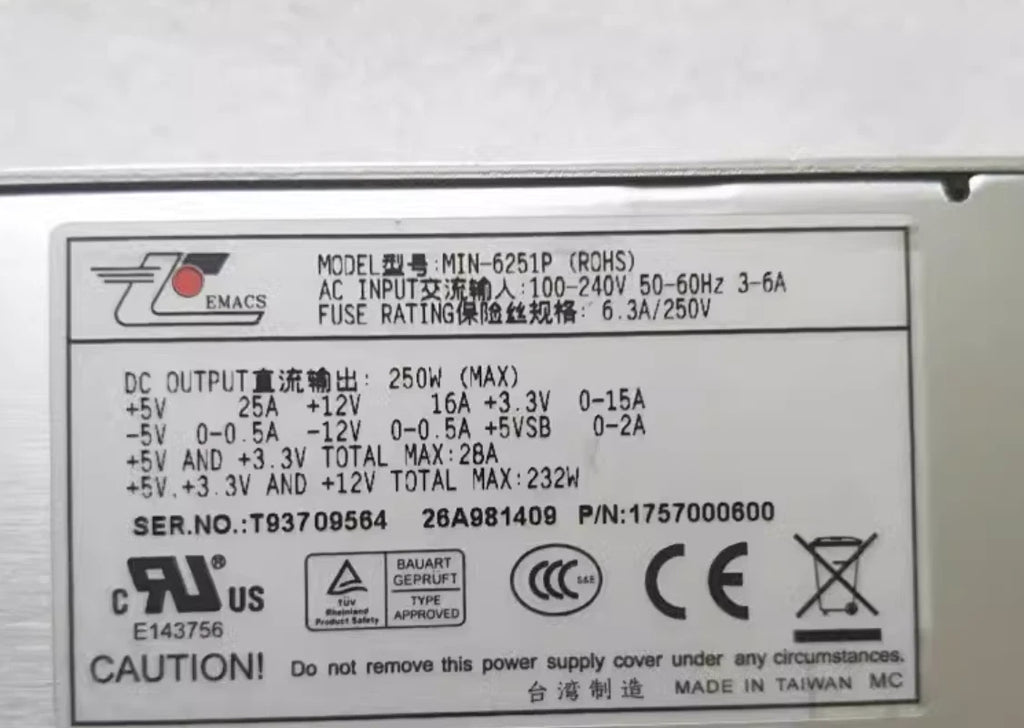 EMACS
MODEL型号:MIN-6251P (ROHS)
AC INPUT交流输入:100-240V 50-60Hz 3-6A
FUSE RATING保险丝规格: 6.3A/250V
DC OUTPUT直流输出: 250W (MAX)
+5V 25A +12V 16A +3.3V 0-15A
-5V 0-0.5A -12V 0-0.5A +5VSB 0-2A
+5V AND +3.3V TOTAL MAX:28A
+5V,+3.3V AND +12V TOTAL MAX:232W
SER.NO.:T93709564 26A981409 P/N:1757000600
C RU® US
E143756
TÜV
Rheinland
Product Safety
BAUART
GEPRÜFT
TYPE
APPROVED
CCC S&E
CE
CAUTION! Do not remove this power supply cover under any circumstances.
台湾制造 MADE IN TAIWAN MC